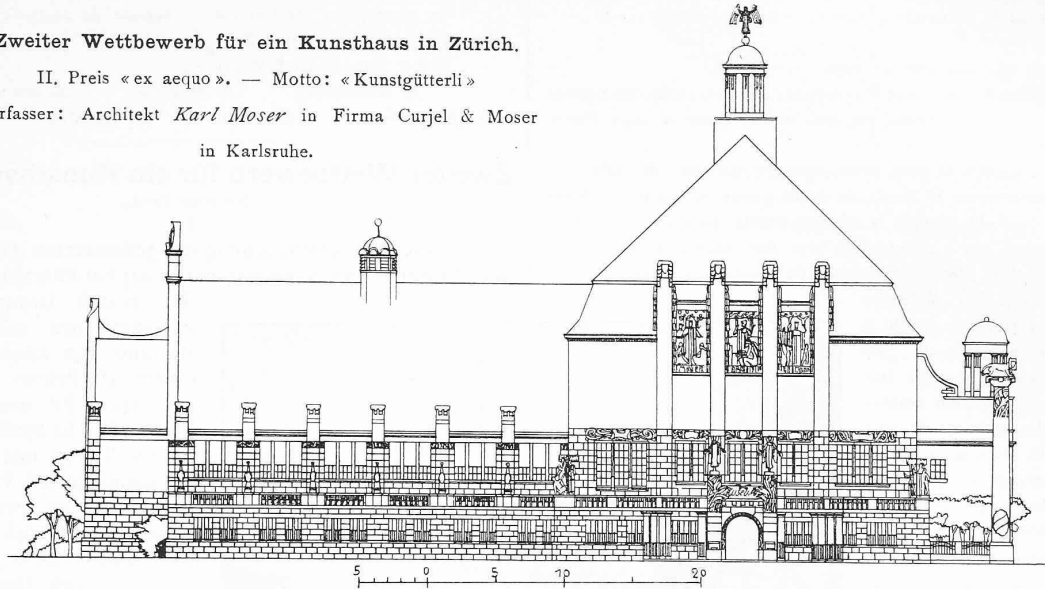 Zweiter Wettbewerb für ein Kunsthaus in Zürich.
II. Preis «ex aequo». — Motto: «Kunstgütterli»
rfasser: Architekt Karl Moser in Firma Curjel & Moser
in Karlsruhe.
5 0 5 10 20